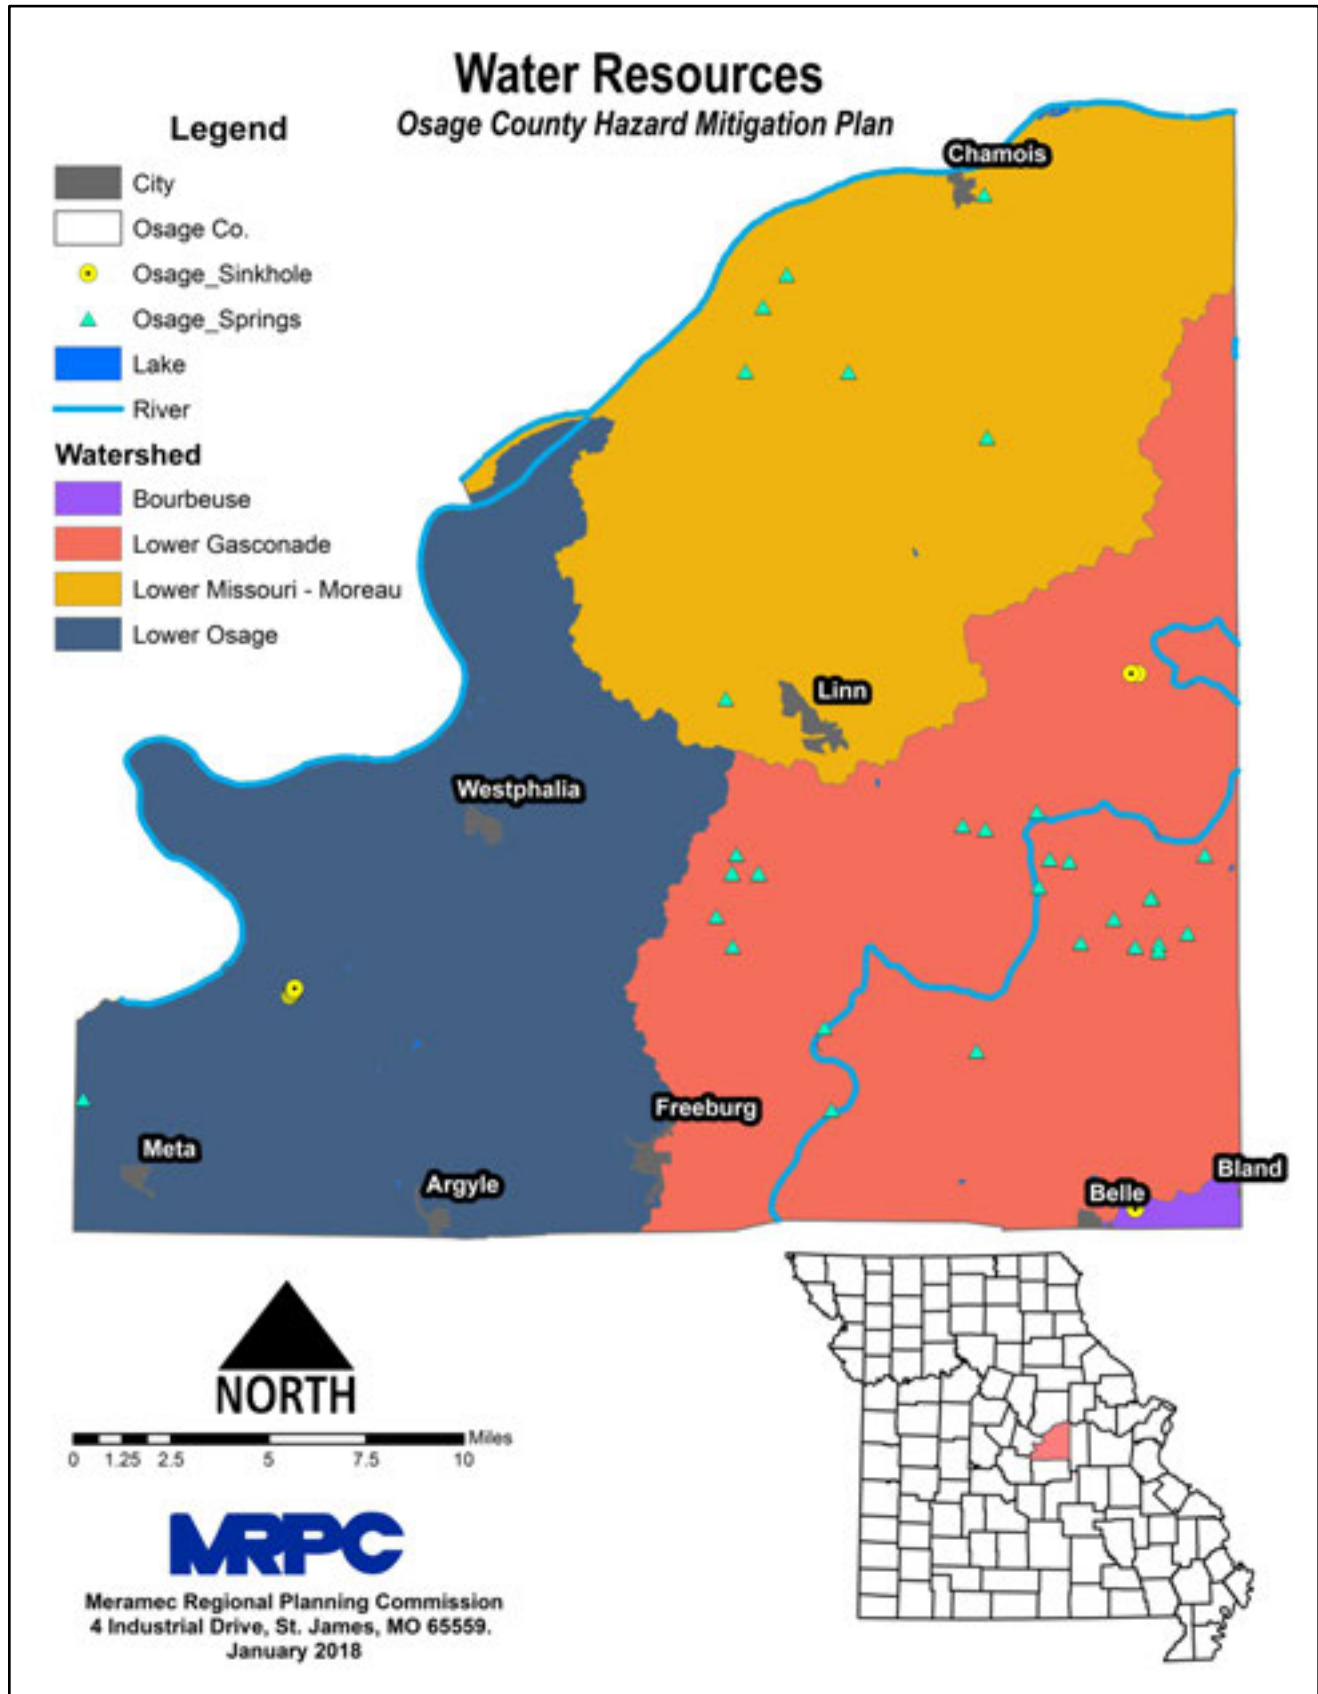 Water Resources
Osage County Hazard Mitigation Plan
Legend
City
Osage Co.
Osage_Sinkhole
Osage_Springs
Lake
River
Watershed
Bourbeuse
Lower Gasconade
Lower Missouri - Moreau
Lower Osage
Chamois
Linn
Westphalia
Freeburg
Meta
Argyle
Bland
Belle
NORTH
Miles
0 1.25 2.5 5 7.5 10
MRPC
Meramec Regional Planning Commission
4 Industrial Drive, St. James, MO 65559.
January 2018